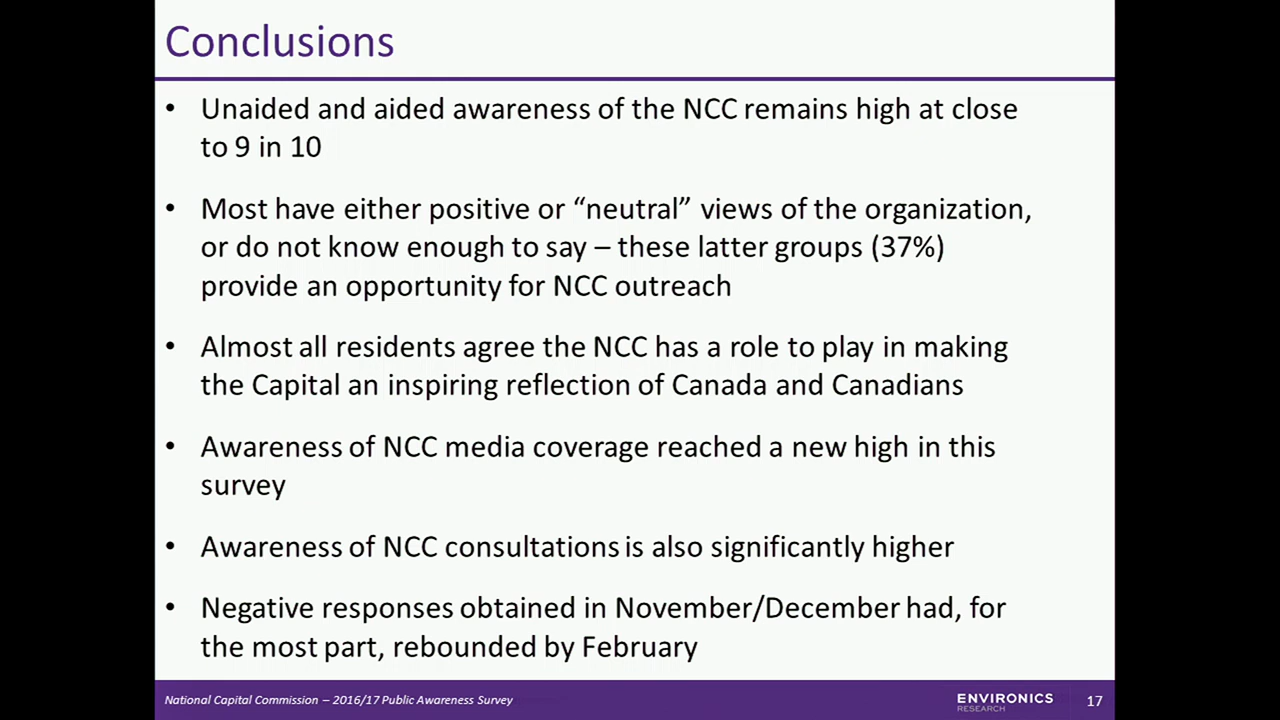 Conclusions
• Unaided and aided awareness of the NCC remains high at close
to 9 in 10
• Most have either positive or “neutral” views of the organization,
or do not know enough to say – these latter groups (37%)
provide an opportunity for NCC outreach
• Almost all residents agree the NCC has a role to play in making
the Capital an inspiring reflection of Canada and Canadians
• Awareness of NCC media coverage reached a new high in this
survey
• Awareness of NCC consultations is also significantly higher
• Negative responses obtained in November/December had, for
the most part, rebounded by February
National Capital Commission – 2016/17 Public Awareness Survey
ENVIRONICS
RESEARCH
17